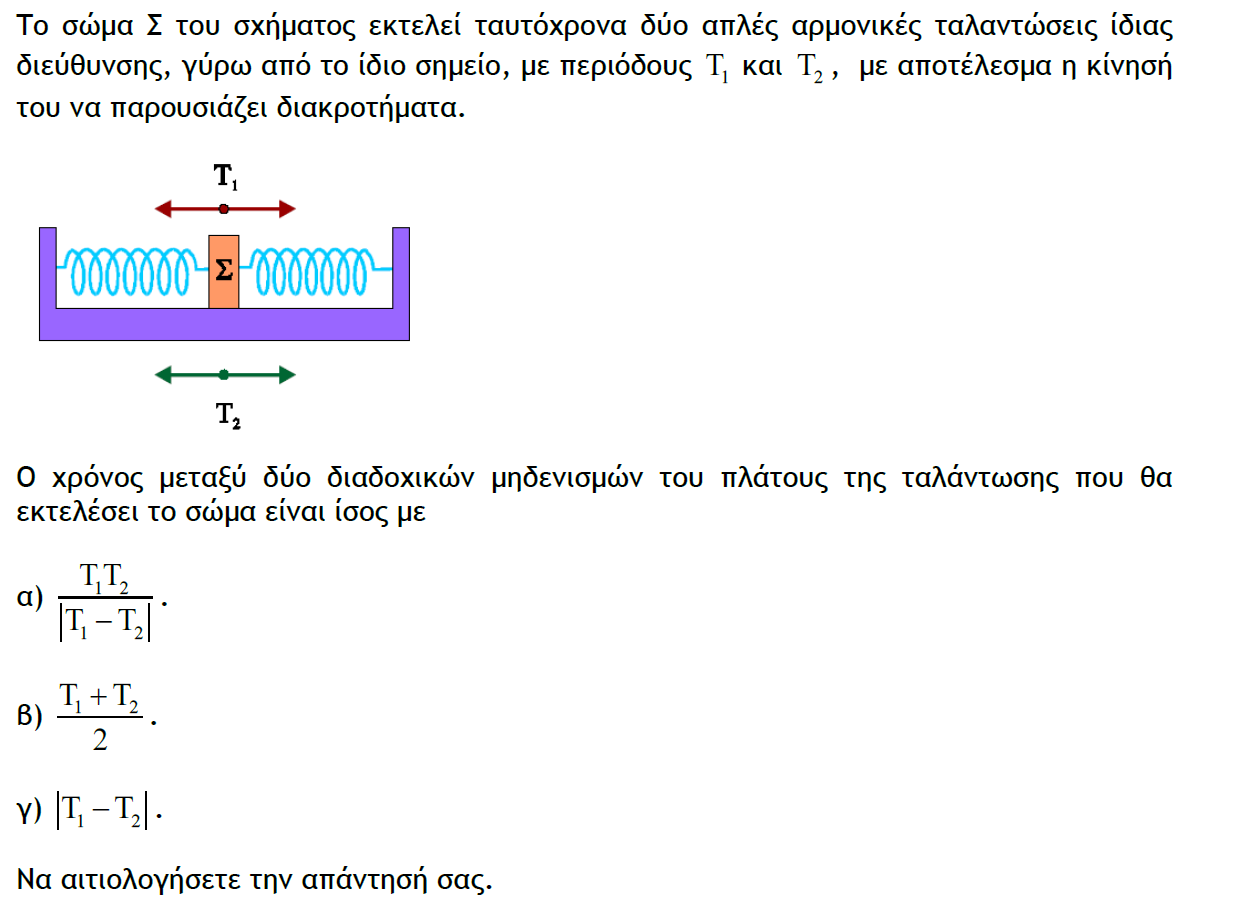 Το σώμα Σ του σχήματος εκτελεί ταυτόχρονα δύο απλές αρμονικές ταλαντώσεις ίδιας
διεύθυνσης, γύρω από το ίδιο σημείο, με περιόδους T₁ και T₂, με αποτέλεσμα η κίνησή
του να παρουσιάζει διακροτήματα.
T₁
Σ
T₂
Ο χρόνος μεταξύ δύο διαδοχικών μηδενισμών του πλάτους της ταλάντωσης που θα
εκτελέσει το σώμα είναι ίσος με
α) T₁T₂ / |T₁ − T₂| .
β) T₁ + T₂ / 2 .
γ) |T₁ − T₂| .
Να αιτιολογήσετε την απάντησή σας.